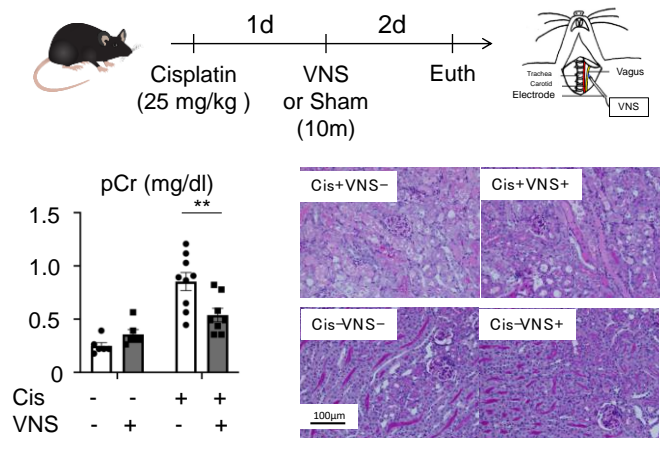 1d
2d
Cisplatin
(25 mg/kg )
VNS
or Sham
(10m)
Euth
Trachea
Carotid
Electrode
Vagus
VNS
pCr (mg/dl)
**
1.5
1.0
0.5
0
Cis - - + +
VNS - + - +
Cis+VNS−
Cis+VNS+
Cis−VNS−
Cis−VNS+
100μm